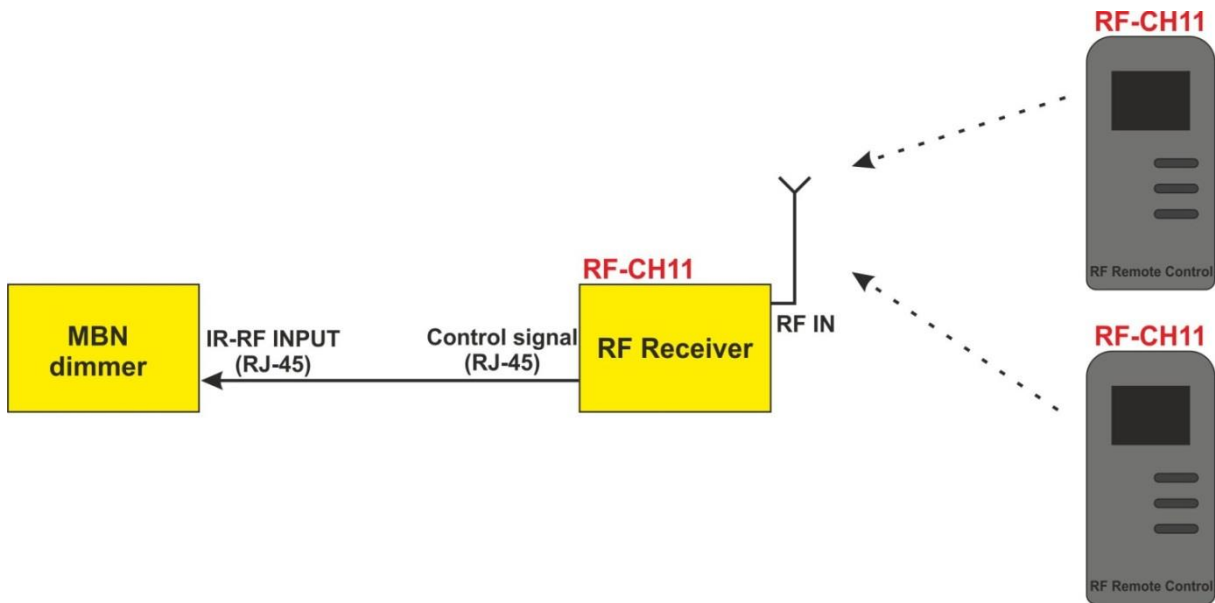 RF-CH11
RF Remote Control
RF-CH11
RF Remote Control
RF-CH11
RF Receiver
RF IN
Control signal
(RJ-45)
IR-RF INPUT
(RJ-45)
MBN
dimmer